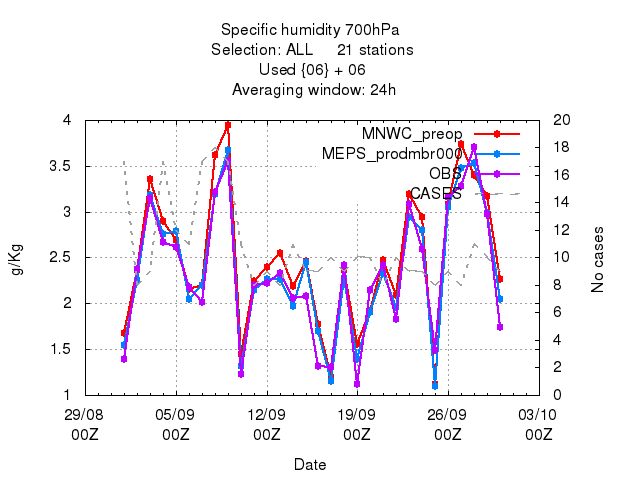 Specific humidity 700hPa
Selection: ALL     21 stations
Used {06} + 06
Averaging window: 24h
4
3.5
3
2.5
2
1.5
1
g/Kg
MNWC_preop
MEPS_prodmbr000
OBS
CASES
20
18
16
14
12
10
8
6
4
2
0
No cases
29/08 05/09 12/09 19/09 26/09 03/10
00Z 00Z 00Z 00Z 00Z 00Z
Date